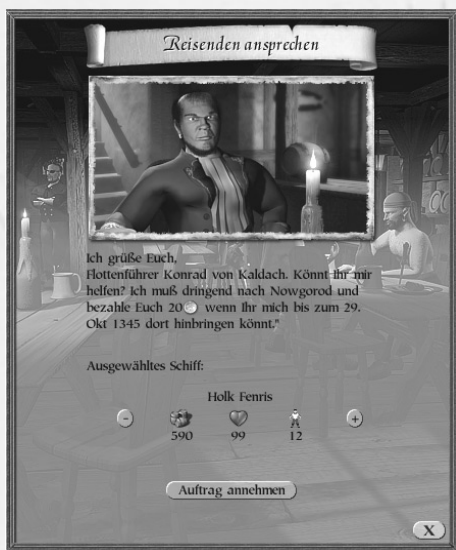 Reisenden ansprechen
Ich grüße Euch,
Flottenführer Konrad von Kaldach. Könnt Ihr mir
helfen? Ich muß dringend nach Nowgorod und
bezahle Euch 20 wenn Ihr mich bis zum 29.
Okt 1345 dort hinbringen könnt."
Ausgewähltes Schiff:
Holk Fenris
- +
590 99 12
Auftrag annehmen
X